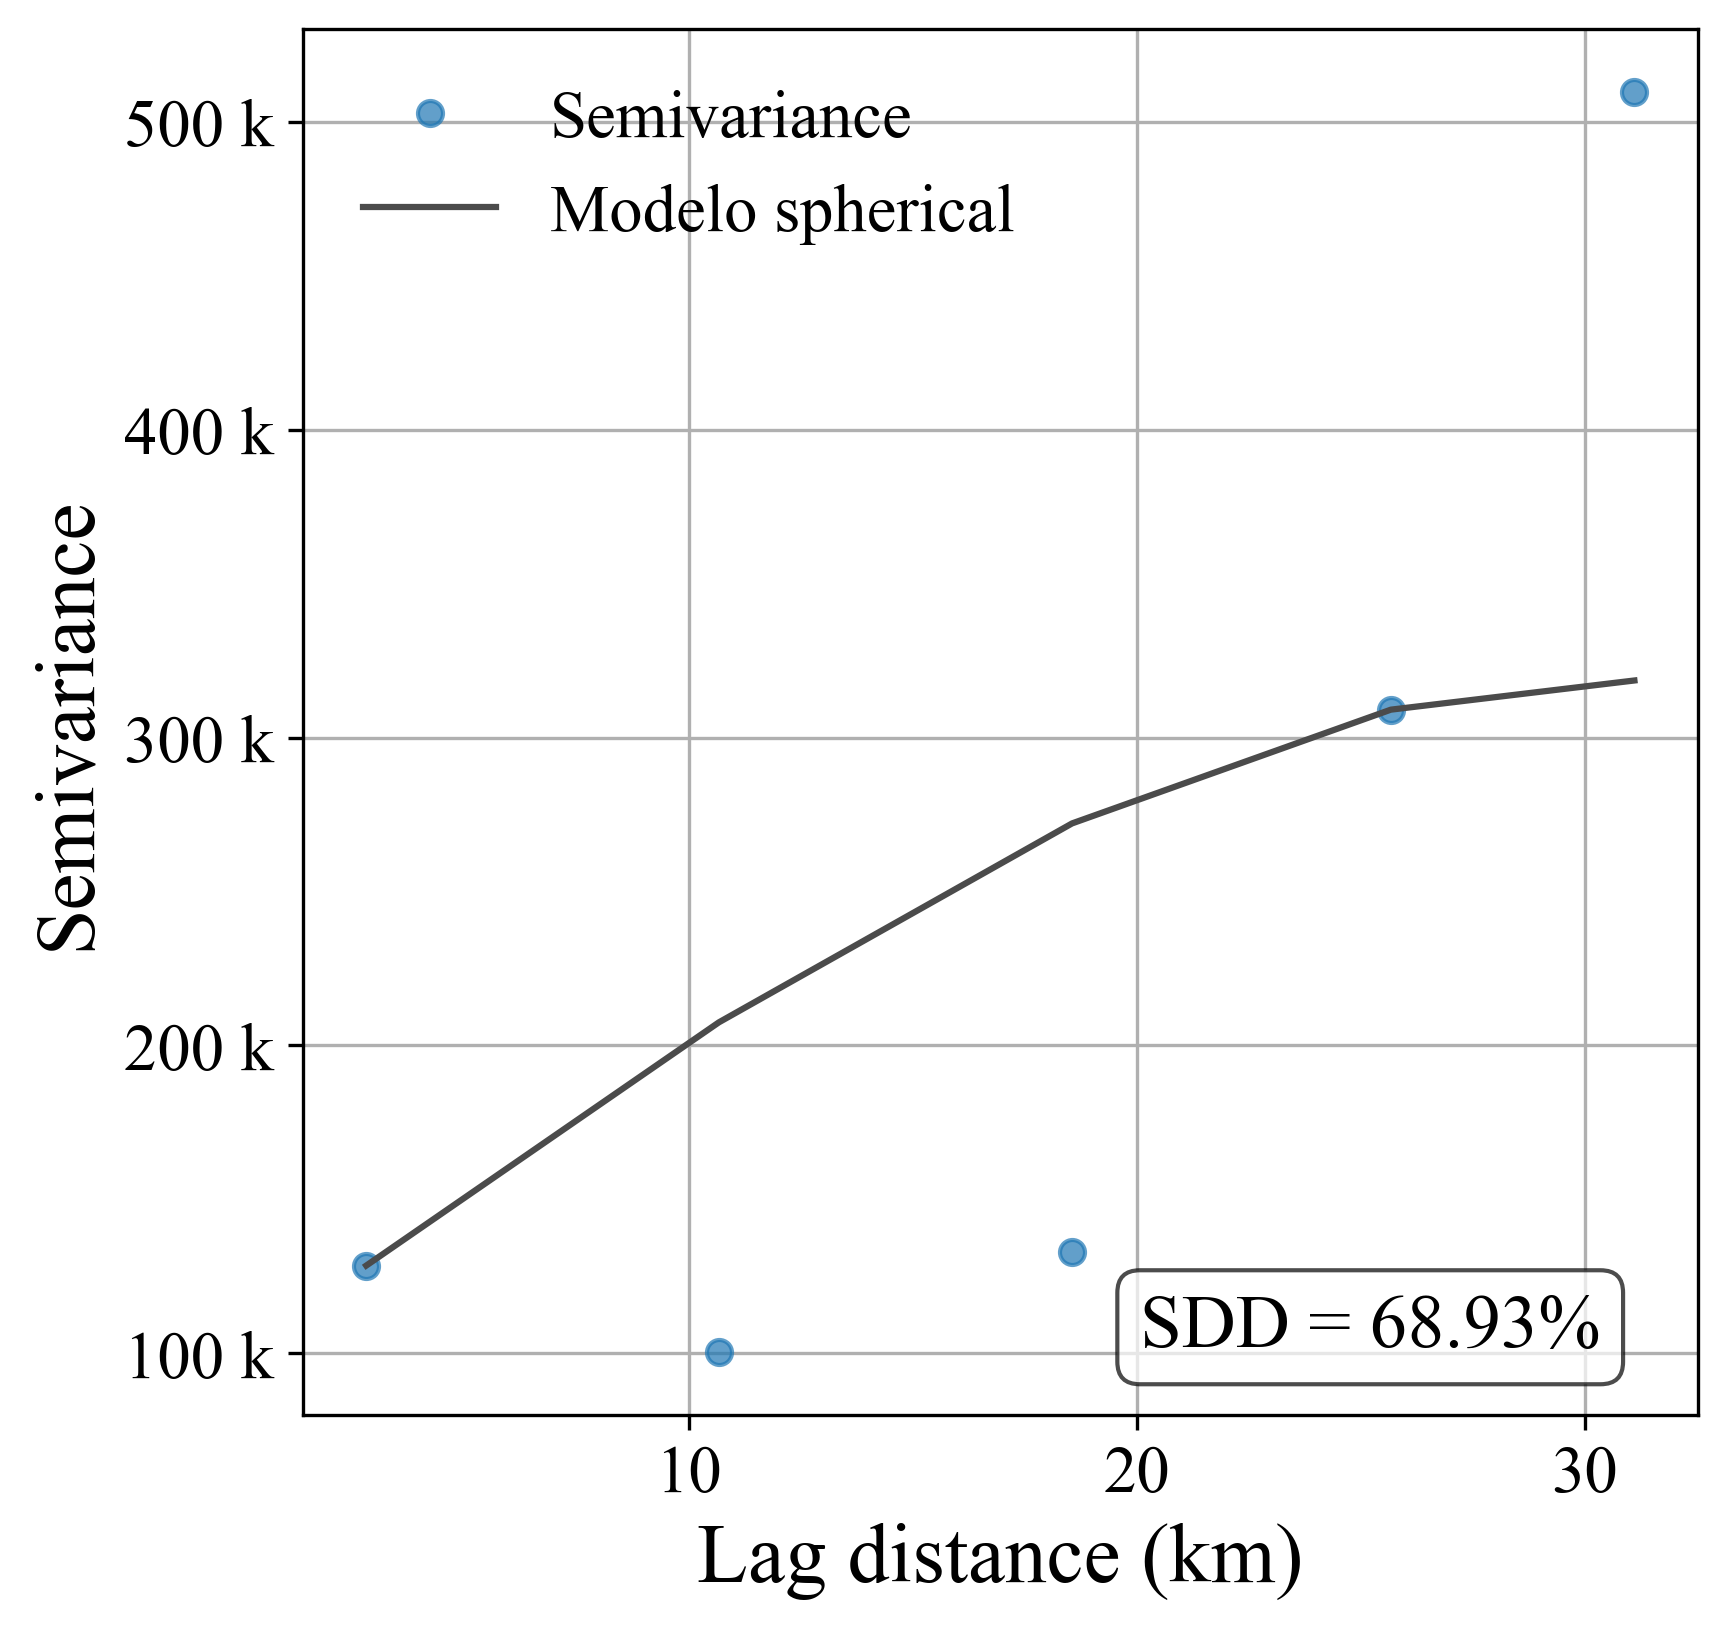 Semivariance
Modelo spherical
500 k
400 k
300 k
200 k
100 k
Semivariance
SDD = 68.93%
10
20
30
Lag distance (km)